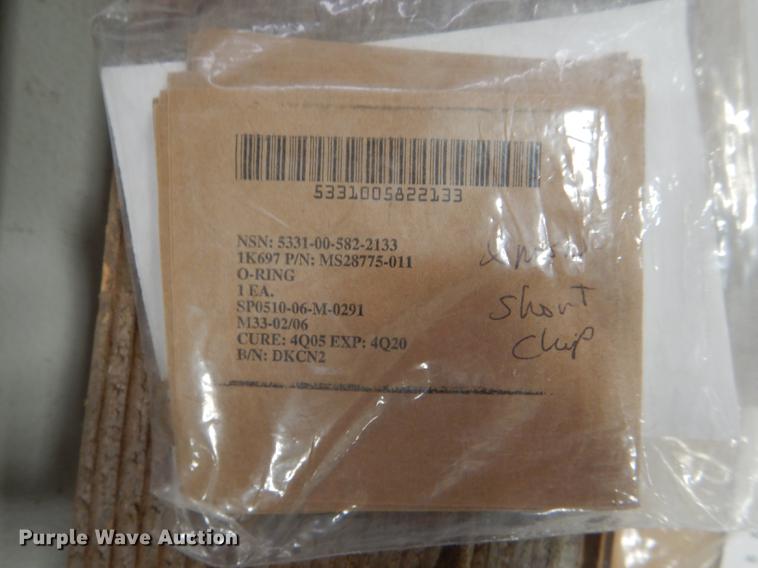 5331005822133
NSN: 5331-00-582-2133
1K697 P/N: MS28775-011
O-RING
1 EA.
SP0510-06-M-0291
M33-02/06
CURE: 4Q05 EXP: 4Q20
B/N: DKCN2
Short
Chip
Purple Wave Auction